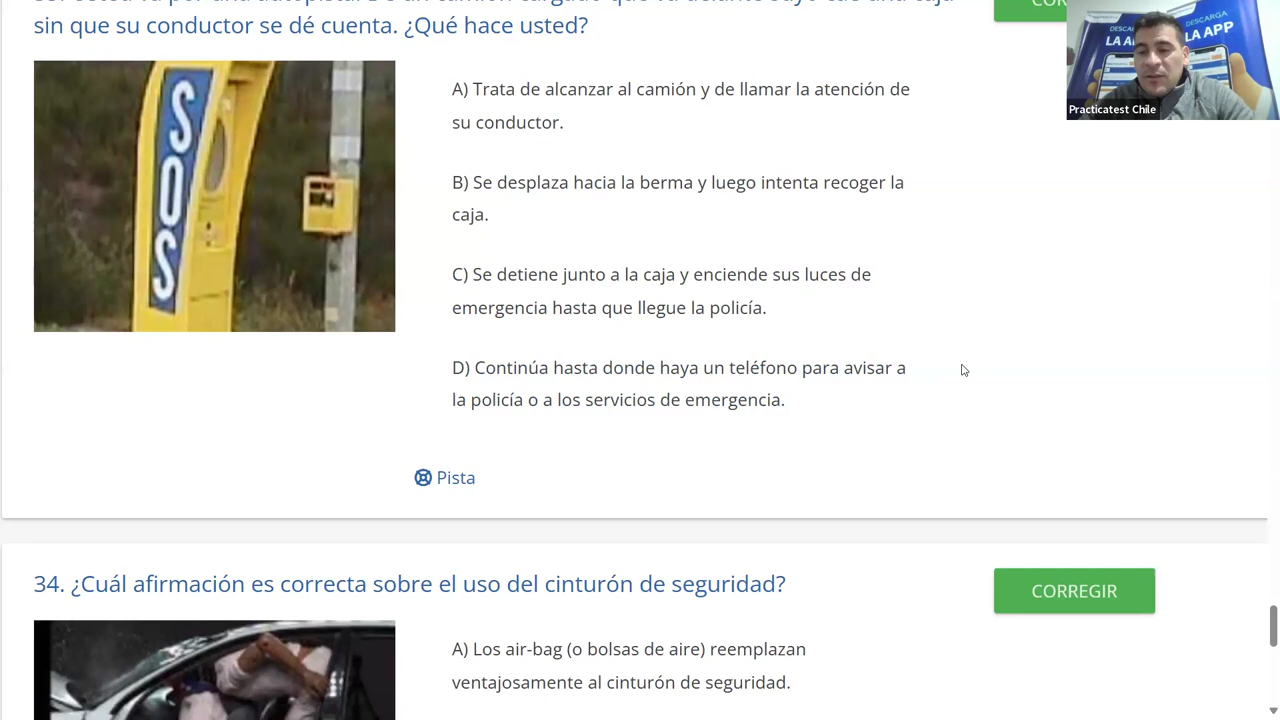 sin que su conductor se dé cuenta. ¿Qué hace usted?
DESCARGA
LA APP
Practicatest Chile
SOS
A) Trata de alcanzar al camión y de llamar la atención de
su conductor.
B) Se desplaza hacia la berma y luego intenta recoger la
caja.
C) Se detiene junto a la caja y enciende sus luces de
emergencia hasta que llegue la policía.
D) Continúa hasta donde haya un teléfono para avisar a
la policía o a los servicios de emergencia.
Pista
34. ¿Cuál afirmación es correcta sobre el uso del cinturón de seguridad?
CORREGIR
A) Los air-bag (o bolsas de aire) reemplazan
ventajosamente al cinturón de seguridad.